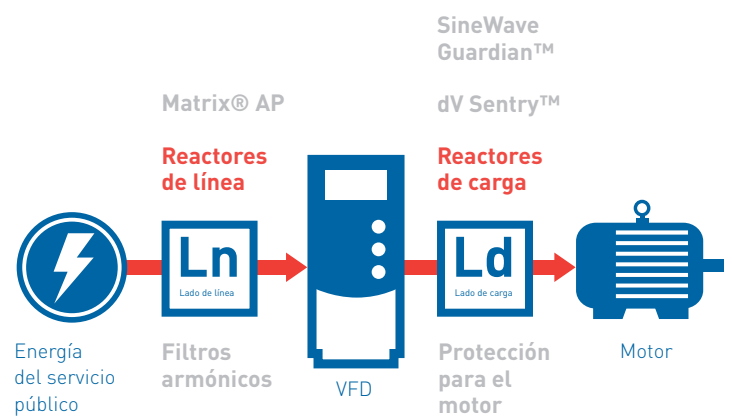 SineWave
Guardian™
Matrix® AP
dV Sentry™
Reactores
de línea
Reactores
de carga
Ln
Lado de línea
Ld
Lado de carga
Energía
del servicio
público
Filtros
armónicos
VFD
Protección
para el
motor
Motor